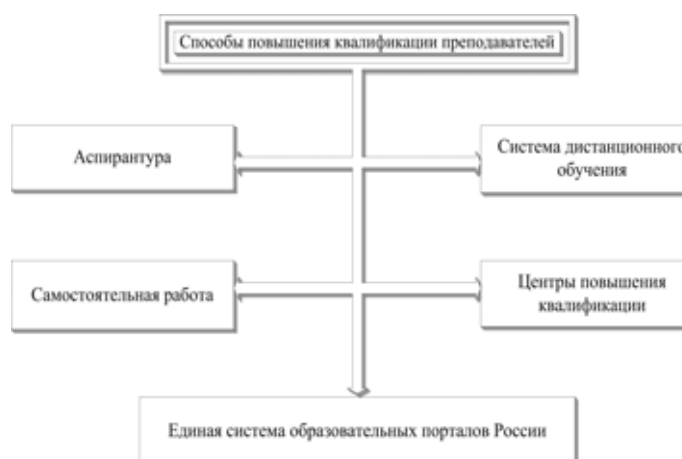 Способы повышения квалификации преподавателей
Аспирантура
Система дистанционного
обучения
Самостоятельная работа
Центры повышения
квалификации
Единая система образовательных порталов России